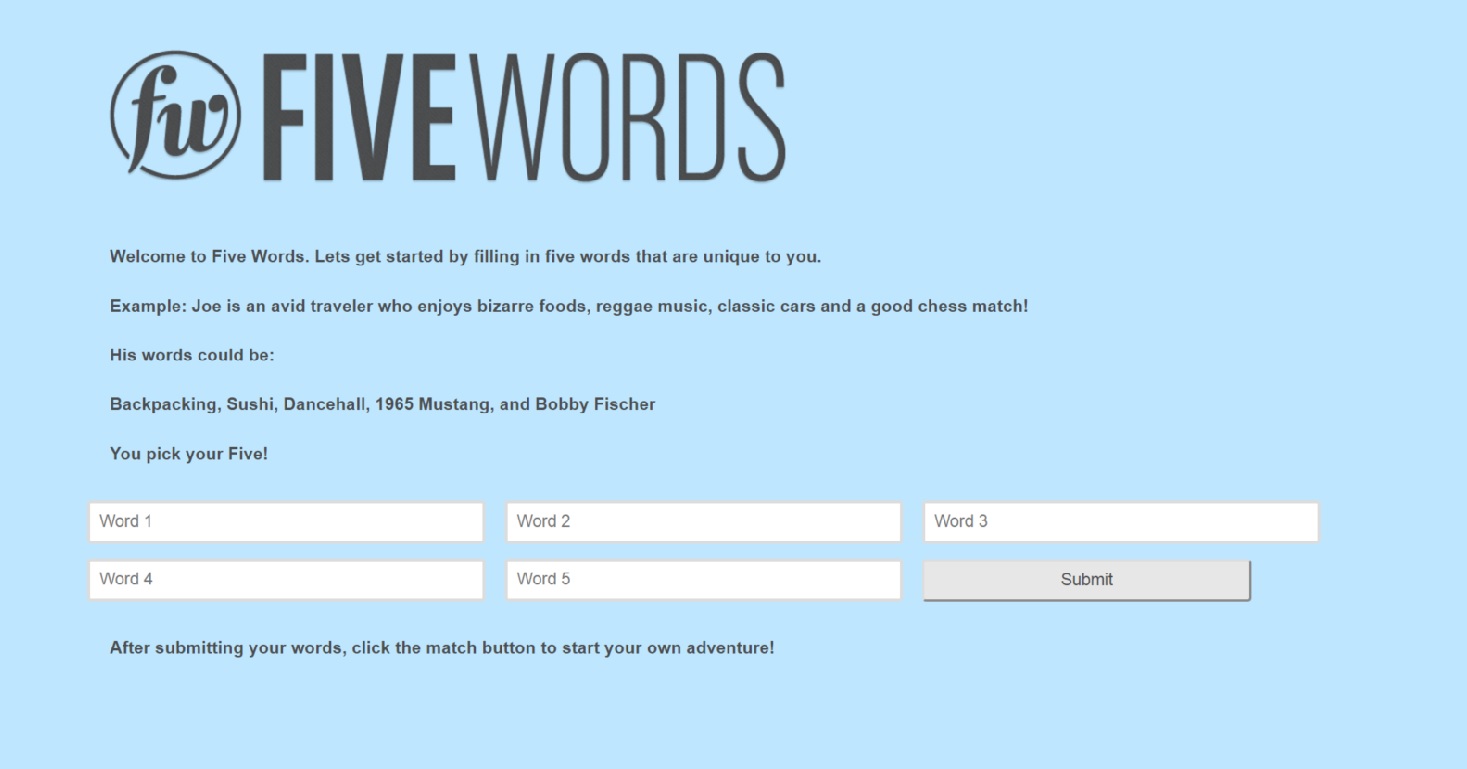 fw FIVEWORDS
Welcome to Five Words. Lets get started by filling in five words that are unique to you.
Example: Joe is an avid traveler who enjoys bizarre foods, reggae music, classic cars and a good chess match!
His words could be:
Backpacking, Sushi, Dancehall, 1965 Mustang, and Bobby Fischer
You pick your Five!
Word 1 Word 2 Word 3
Word 4 Word 5 Submit
After submitting your words, click the match button to start your own adventure!